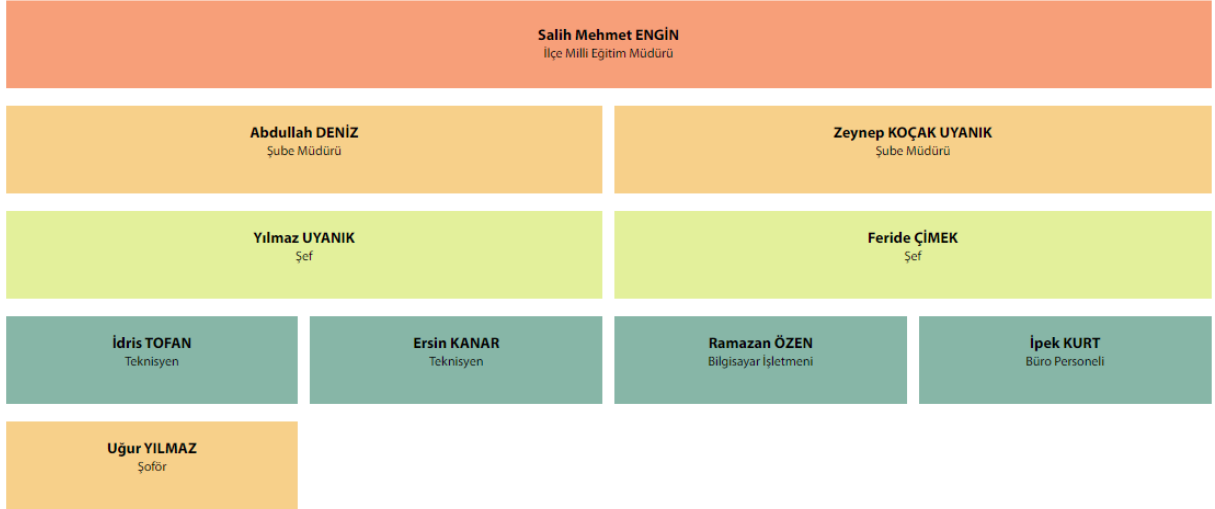 Salih Mehmet ENGİN
İlçe Milli Eğitim Müdürü
Abdullah DENİZ
Şube Müdürü
Zeynep KOÇAK UYANIK
Şube Müdürü
Yılmaz UYANIK
Şef
Feride ÇİMEK
Şef
İdris TOFAN
Teknisyen
Ersin KANAR
Teknisyen
Ramazan ÖZEN
Bilgisayar İşletmeni
İpek KURT
Büro Personeli
Uğur YILMAZ
Şoför